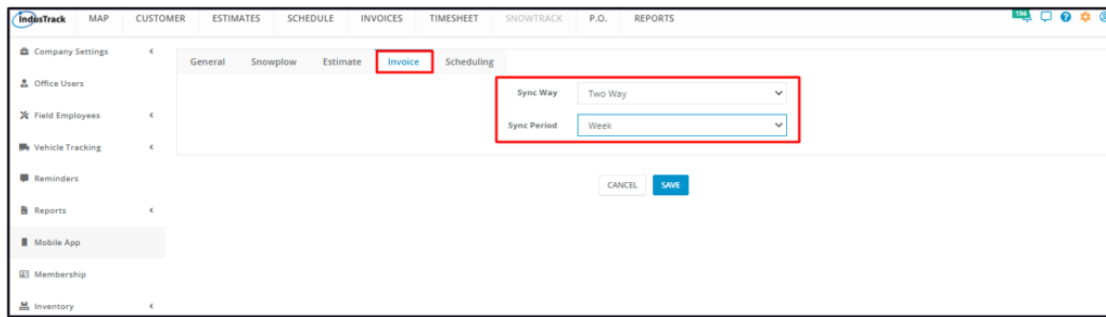 IndusTrack MAP CUSTOMER ESTIMATES SCHEDULE INVOICES TIMESHEET SNOWTRACK P.O. REPORTS 194
Company Settings
Office Users
Field Employees
Vehicle Tracking
Reminders
Reports
Mobile App
Membership
Inventory
General Snowplow Estimate Invoice Scheduling
Sync Way Two Way
Sync Period Week
CANCEL SAVE